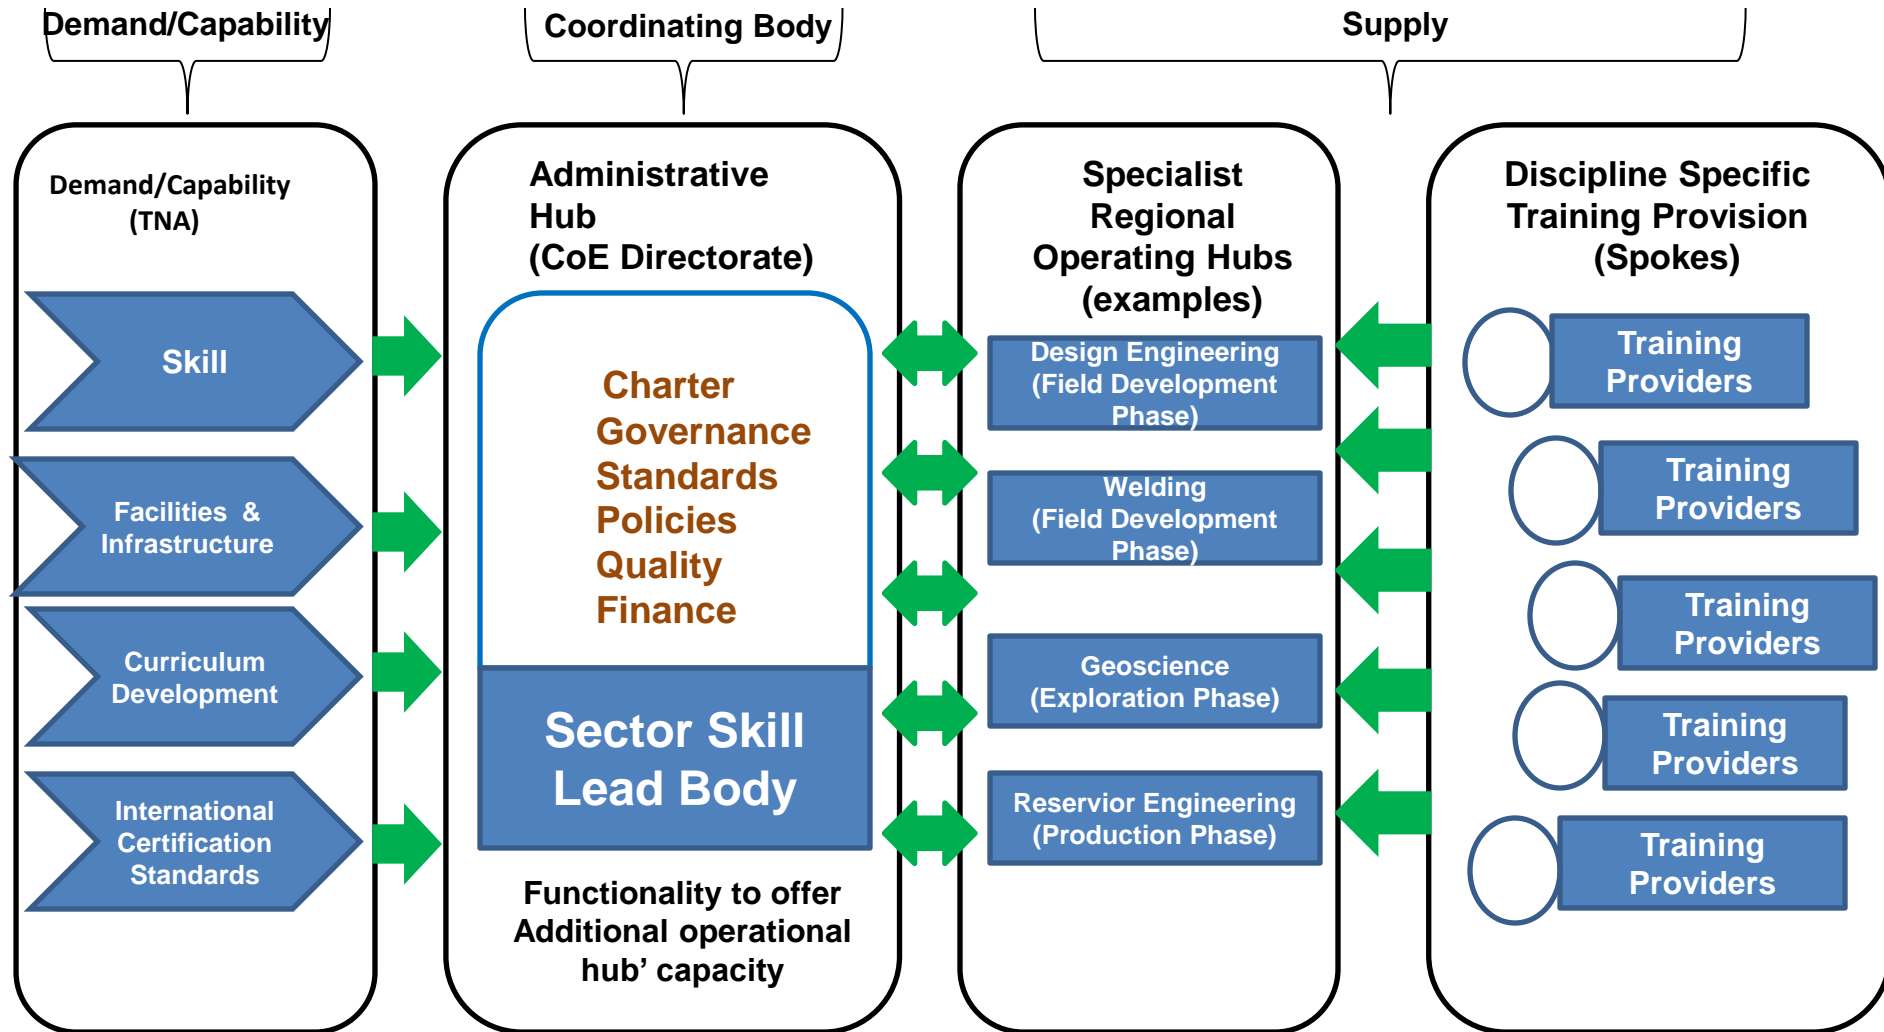 Demand/Capability
Coordinating Body
Supply
Demand/Capability
(TNA)
Skill
Facilities &
Infrastructure
Curriculum
Development
International
Certification
Standards
Administrative
Hub
(CoE Directorate)
Charter
Governance
Standards
Policies
Quality
Finance
Sector Skill
Lead Body
Functionality to offer
Additional operational
hub’ capacity
Specialist
Regional
Operating Hubs
(examples)
Design Engineering
(Field Development
Phase)
Welding
(Field Development
Phase)
Geoscience
(Exploration Phase)
Reservior Engineering
(Production Phase)
Discipline Specific
Training Provision
(Spokes)
Training
Providers
Training
Providers
Training
Providers
Training
Providers
Training
Providers